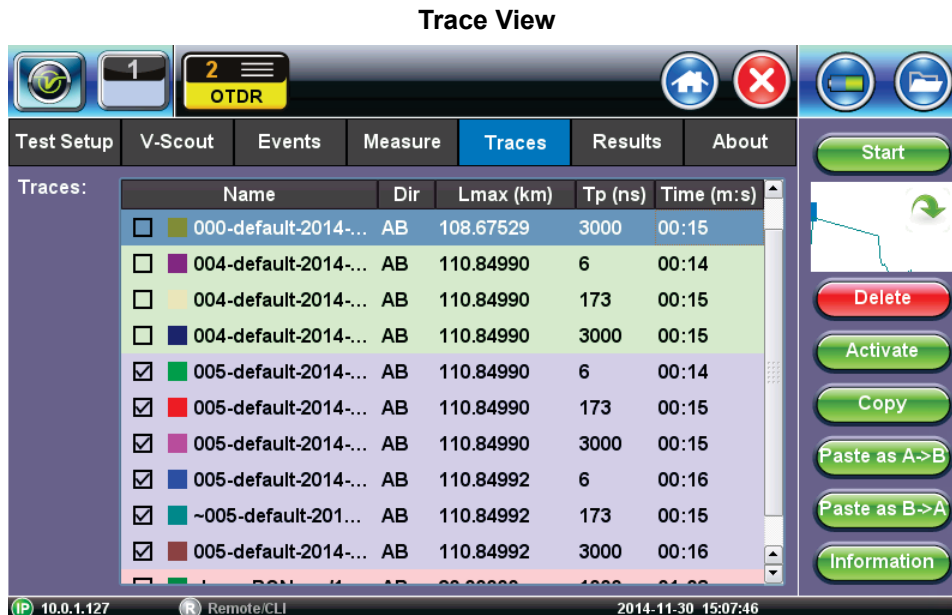 Trace View
1
2
OTDR
Test Setup V-Scout Events Measure Traces Results About
Start
Traces:
Name Dir Lmax (km) Tp (ns) Time (m:s)
000-default-2014-... AB 108.67529 3000 00:15
004-default-2014-... AB 110.84990 6 00:14
004-default-2014-... AB 110.84990 173 00:15
004-default-2014-... AB 110.84990 3000 00:15
005-default-2014-... AB 110.84990 6 00:14
005-default-2014-... AB 110.84990 173 00:15
005-default-2014-... AB 110.84990 3000 00:15
005-default-2014-... AB 110.84992 6 00:16
~005-default-201... AB 110.84992 173 00:15
005-default-2014-... AB 110.84992 3000 00:16
Delete
Activate
Copy
Paste as A->B
Paste as B->A
Information
IP 10.0.1.127 R Remote/CLI 2014-11-30 15:07:46